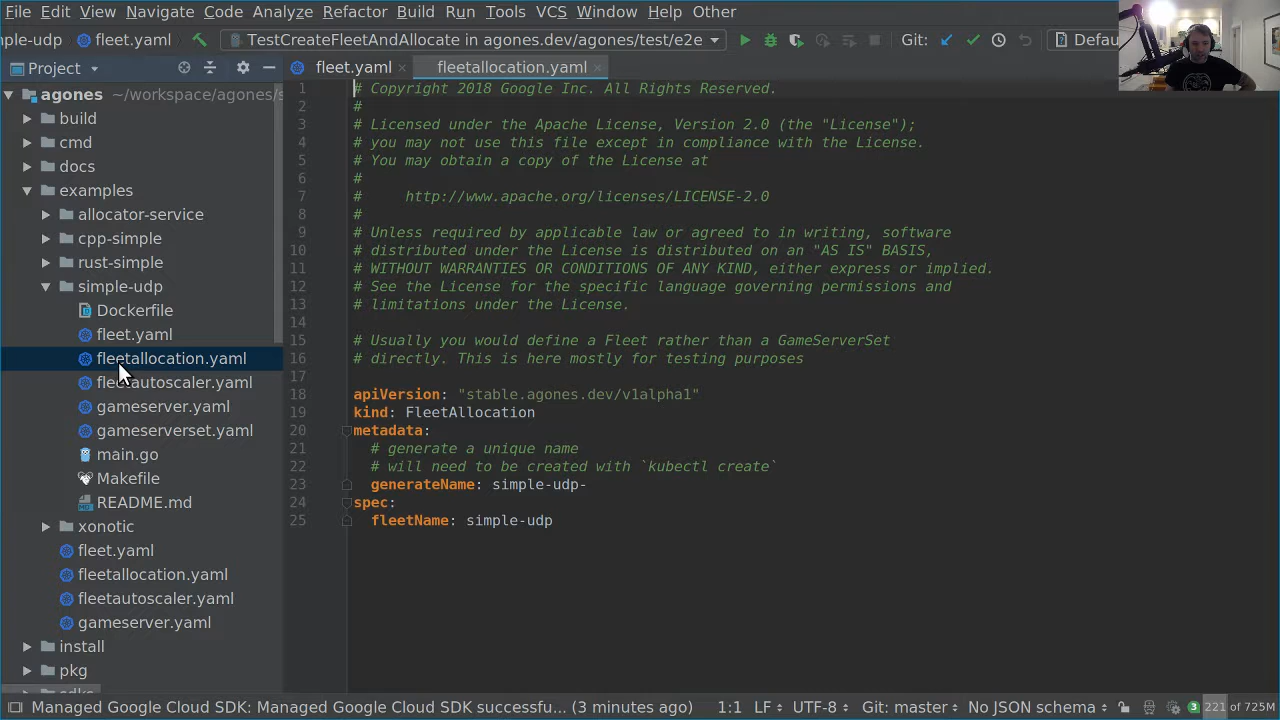 File Edit View Navigate Code Analyze Refactor Build Run Tools VCS Window Help Other
mple-udp fleet.yaml TestCreateFleetAndAllocate in agones.dev/agones/test/e2e Git: Defau
Project fleet.yaml fleetallocation.yaml
agones ~/workspace/agones/s
build
cmd
docs
examples
allocator-service
cpp-simple
rust-simple
simple-udp
Dockerfile
fleet.yaml
fleetallocation.yaml
fleetautoscaler.yaml
gameserver.yaml
gameserverset.yaml
main.go
Makefile
README.md
xonotic
fleet.yaml
fleetallocation.yaml
fleetautoscaler.yaml
gameserver.yaml
install
pkg
sdks
1 # Copyright 2018 Google Inc. All Rights Reserved.
2 #
3 # Licensed under the Apache License, Version 2.0 (the "License");
4 # you may not use this file except in compliance with the License.
5 # You may obtain a copy of the License at
6 #
7 #     http://www.apache.org/licenses/LICENSE-2.0
8 #
9 # Unless required by applicable law or agreed to in writing, software
10 # distributed under the License is distributed on an "AS IS" BASIS,
11 # WITHOUT WARRANTIES OR CONDITIONS OF ANY KIND, either express or implied.
12 # See the License for the specific language governing permissions and
13 # limitations under the License.
14
15 # Usually you would define a Fleet rather than a GameServerSet
16 # directly. This is here mostly for testing purposes
17
18 apiVersion: "stable.agones.dev/v1alpha1"
19 kind: FleetAllocation
20 metadata:
21   # generate a unique name
22   # will need to be created with `kubectl create`
23   generateName: simple-udp-
24 spec:
25   fleetName: simple-udp
Managed Google Cloud SDK: Managed Google Cloud SDK successfu... (3 minutes ago) 1:1 LF UTF-8 Git: master No JSON schema 3 221 of 725M